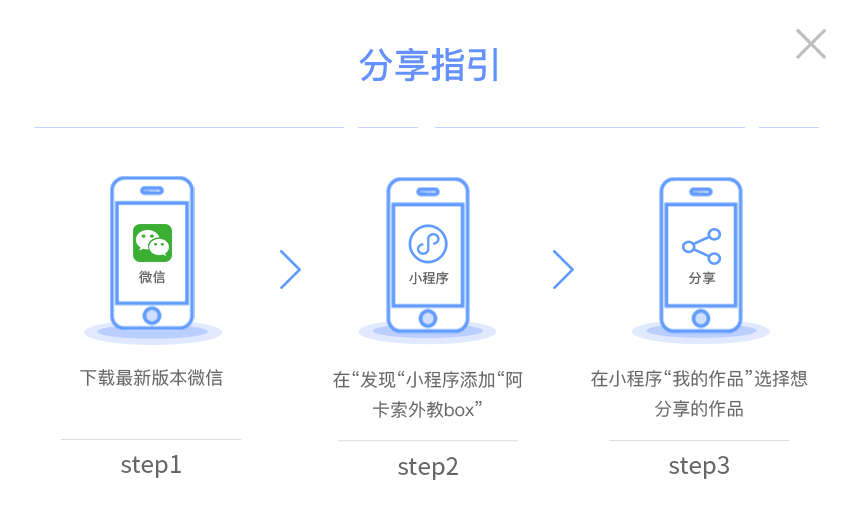 分享指引
微信
小程序
分享
下载最新版本微信
在“发现“小程序添加“阿
卡索外教box”
在小程序“我的作品”选择想
分享的作品
step1
step2
step3